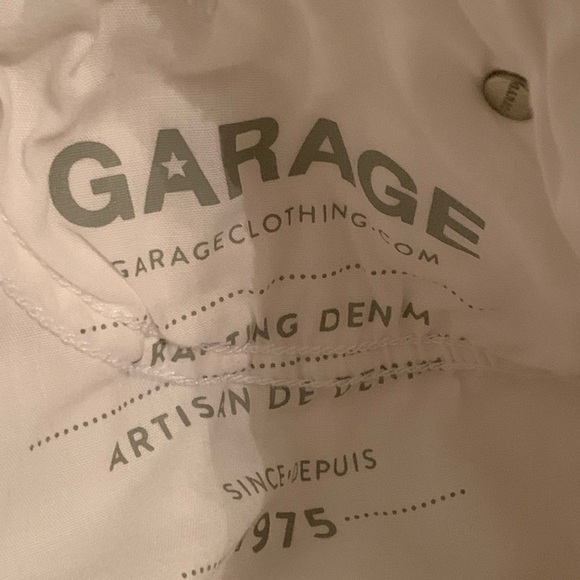 GARAGE
GARAGECLOTHING.COM
CRAFTING DENIM
ARTISAN DE DENIM
SINCE/DEPUIS
1975